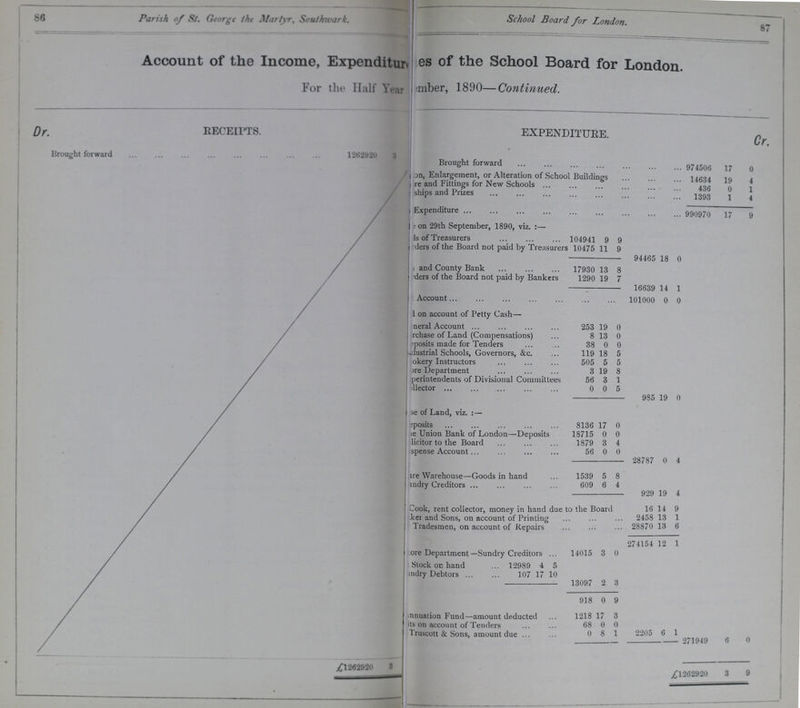 86
Parish of St. George the Martyr, Southwark.
Account of the Income, Expenditur
For the Half Year
Dr.
RECEIPTS.
Brought forward ... ... ... ... ... ... ... ... 1262920 3
£1262920 3
School Board for London.
87
es of the School Board for London.
mber, 1890—Continued.
EXPENDITURE.
Cr.
Brought forward ... ... ... ... ... ... 974506 17 0
on, Enlargement, or Alteration of School Buildings ... ... ... 14634 19 4
re and Fittings for New Schools ... ... ... ... ... ... 436 0 1
ships and Prizes ... ... ... ... ... ... ... 1393 1 4
Expenditure ... ... ... ... ... ... ... ... 990970 17 9
on 29th September, 1890, viz. :—
ls of Treasurers ... ... ... ... 104941 9 9
ders of the Board not paid by Treasurers 10475 11 9
94465 18 0
and County Bank ... ... ... 17930 13 8
ders of the Board not paid by Bankers 1290 19 7
16639 14 1
Account ... ... ... ... ... ... ... 101000 0 0
l on account of Petty Cash—
neral Account ... ... ... ... 253 19 0
rchase of Land (Compensations) ... 8 13 0
posits made for Tenders ... ... 38 0 0
dustrial Schools, Governors, &c. ... 119 18 5
okery Instructors ... ... ... 505 5 5
ore Department ... ... ... 3 19 8
perintendents of Divisional Committees 56 3 1
llector ... ... ... ... ... 0 0 5
985 19 0
se of Land, viz. :—
eposits ... ... ... ... ... 8136 17 0
e Union Bank of London—Deposits 18715 0 0
licitor to the Board ... ... ... 1879 3 4
spense Account ... ... ... ... 56 0 0
28787 0 4
are Warehouse—Goods in hand ... 1539 5 8
undry Creditors ... ... ... ... 609 6 4
929 19 4
Cook, rent collector, money in hand due to the Board 16 14 9
ker and Sons, on account of Printing ... ... ... 2458 13 1
Tradesmen, on account of Repairs ... ... ... 28870 13 6
274154 12 1
ore Department—Sundry Creditors ... 14015 3 0
Stock on hand ... 12989 4 5
undry Debtors ... ... 107 17 10
13097 2 3
918 0 9
nnuation Fund—amount deducted ... 1218 17 3
its on account of Tenders ... ... 68 0 0
Truscott & Sons, amount due ... ... 0 8 1 2205 6 1
271949 6 0
£1262920 3 9